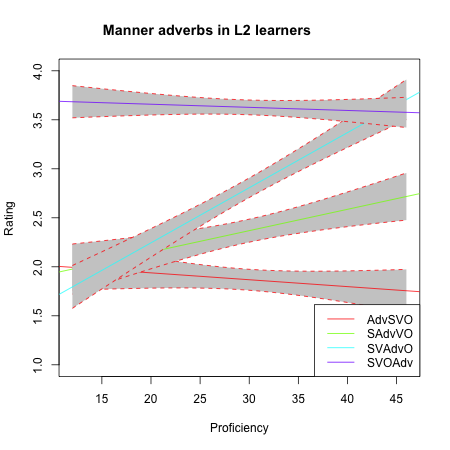 Manner adverbs in L2 learners
Rating
4.0
3.5
3.0
2.5
2.0
1.5
1.0
15 20 25 30 35 40 45
Proficiency
AdvSVO
SAdvVO
SVAdvO
SVOAdv